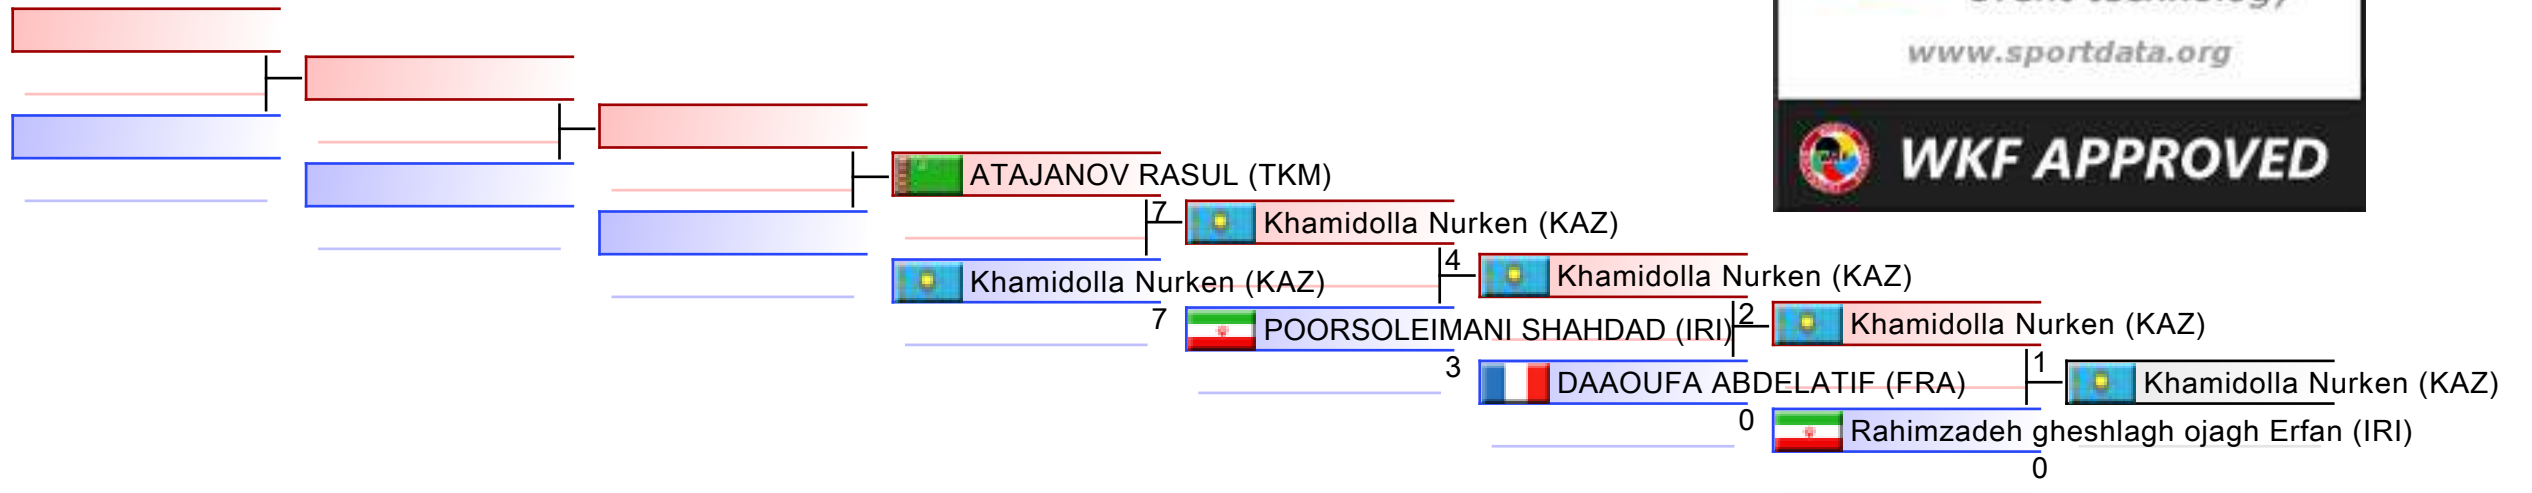 event technology
www.sportdata.org
WKF APPROVED
ATAJANOV RASUL (TKM)
7
Khamidolla Nurken (KAZ)
Khamidolla Nurken (KAZ)
7
4
Khamidolla Nurken (KAZ)
POORSOLEIMANI SHAHDAD (IRI)
3
2
Khamidolla Nurken (KAZ)
DAAOUFA ABDELATIF (FRA)
0
1
Khamidolla Nurken (KAZ)
Rahimzadeh gheshlagh ojagh Erfan (IRI)
0